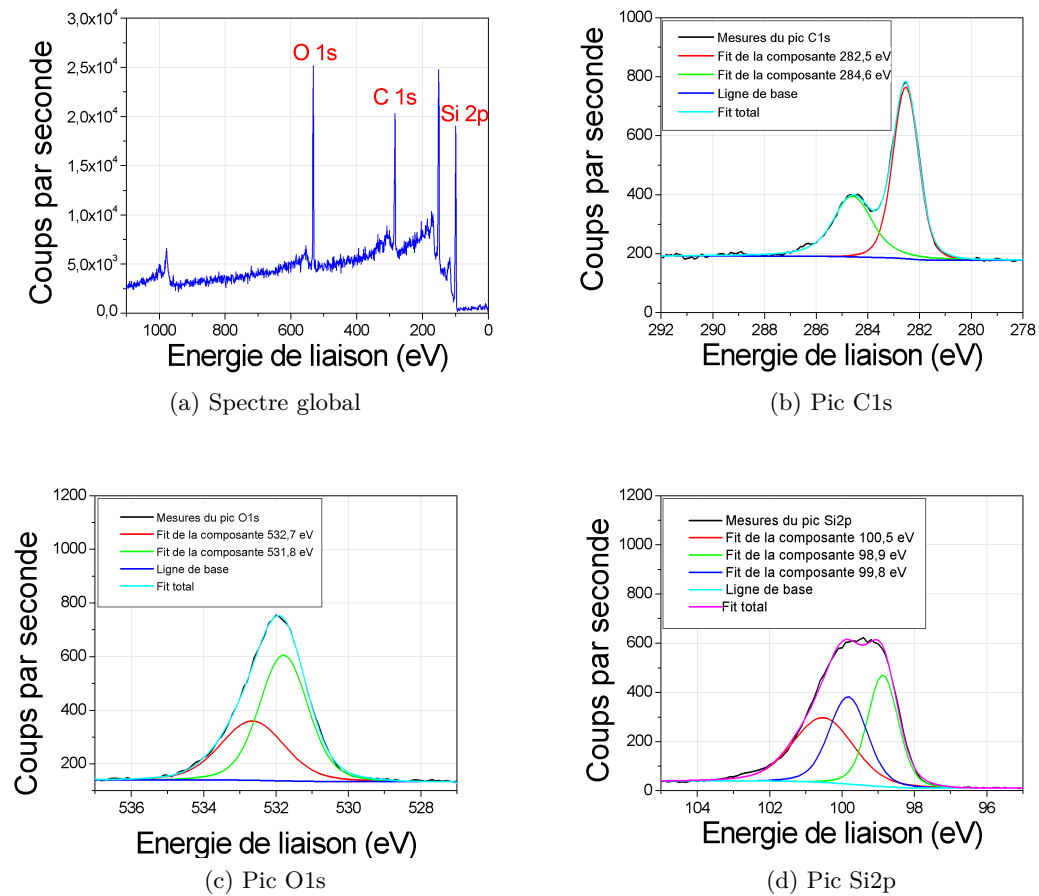 Coups par seconde
3,0x10⁴
2,5x10⁴
2,0x10⁴
1,5x10⁴
1,0x10⁴
5,0x10³
0,0
O 1s
C 1s
Si 2p
1000 800 600 400 200 0
Energie de liaison (eV)
(a) Spectre global
Coups par seconde
1000
800
600
400
200
0
Mesures du pic C1s
Fit de la composante 282,5 eV
Fit de la composante 284,6 eV
Ligne de base
Fit total
292 290 288 286 284 282 280 278
Energie de liaison (eV)
(b) Pic C1s
Coups par seconde
1200
1000
800
600
400
200
Mesures du pic O1s
Fit de la composante 532,7 eV
Fit de la composante 531,8 eV
Ligne de base
Fit total
536 534 532 530 528
Energie de liaison (eV)
(c) Pic O1s
Coups par seconde
1200
1000
800
600
400
200
0
Mesures du pic Si2p
Fit de la composante 100,5 eV
Fit de la composante 98,9 eV
Fit de la composante 99,8 eV
Ligne de base
Fit total
104 102 100 98 96
Energie de liaison (eV)
(d) Pic Si2p